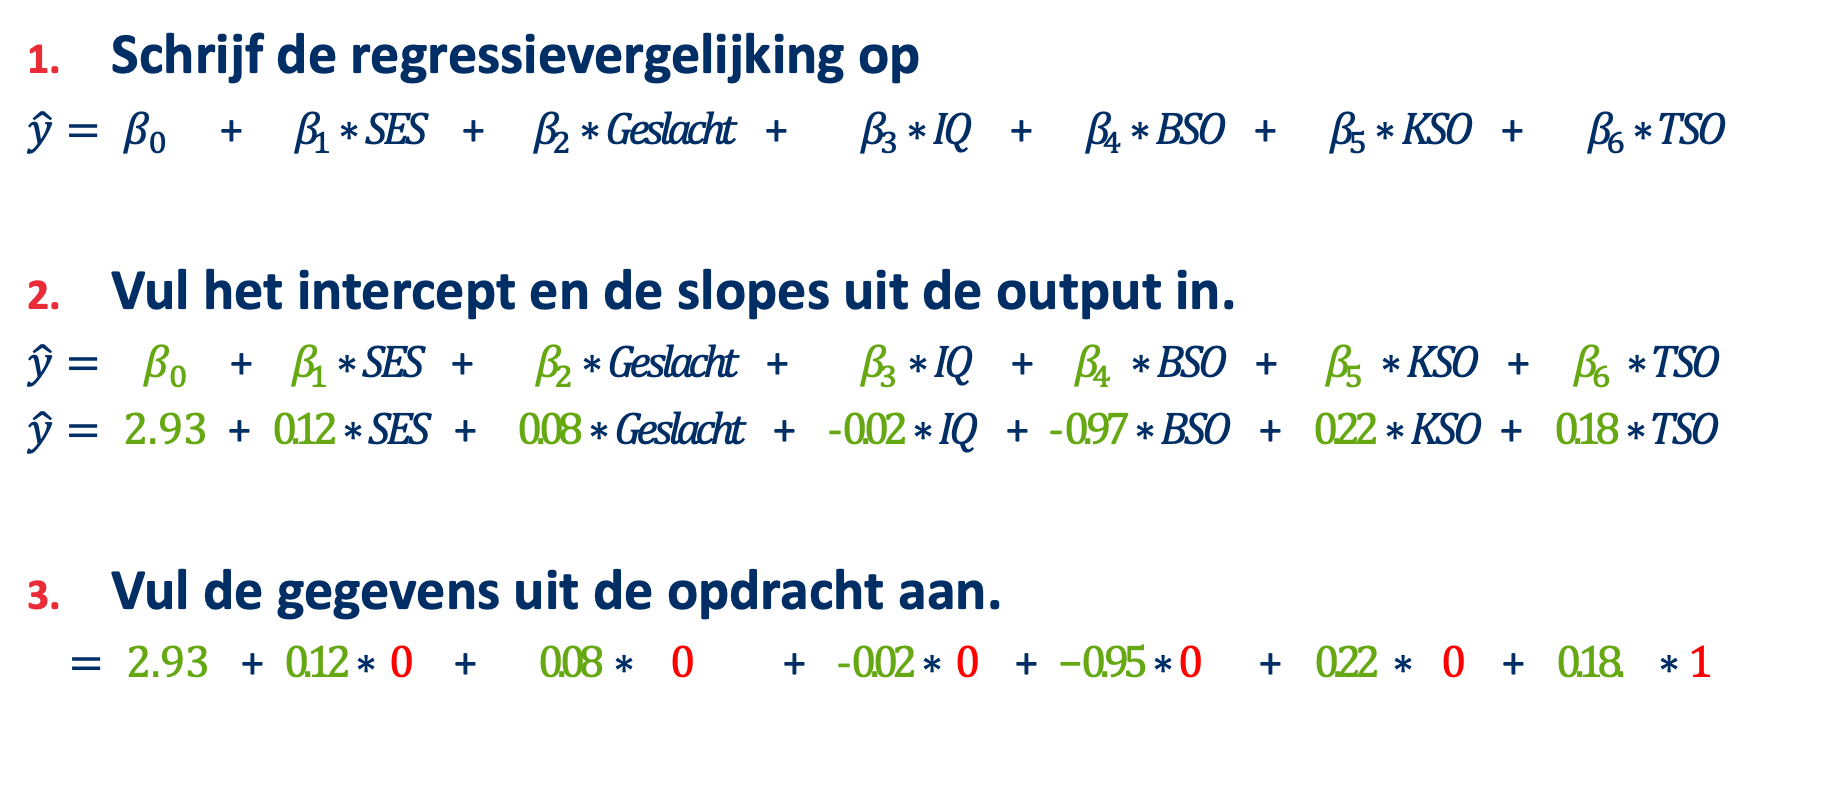 1. Schrijf de regressievergelijking op
ŷ = β₀ + β₁ * SES + β₂ * Geslacht + β₃ * IQ + β₄ * BSO + β₅ * KSO + β₆ * TSO
2. Vul het intercept en de slopes uit de output in.
ŷ = β₀ + β₁ * SES + β₂ * Geslacht + β₃ * IQ + β₄ * BSO + β₅ * KSO + β₆ * TSO
ŷ = 2.93 + 0.12 * SES + 0.08 * Geslacht + -0.02 * IQ + -0.97 * BSO + 0.22 * KSO + 0.18 * TSO
3. Vul de gegevens uit de opdracht aan.
= 2.93 + 0.12 * 0 + 0.08 * 0 + -0.02 * 0 + −0.95 * 0 + 0.22 * 0 + 0.18. * 1